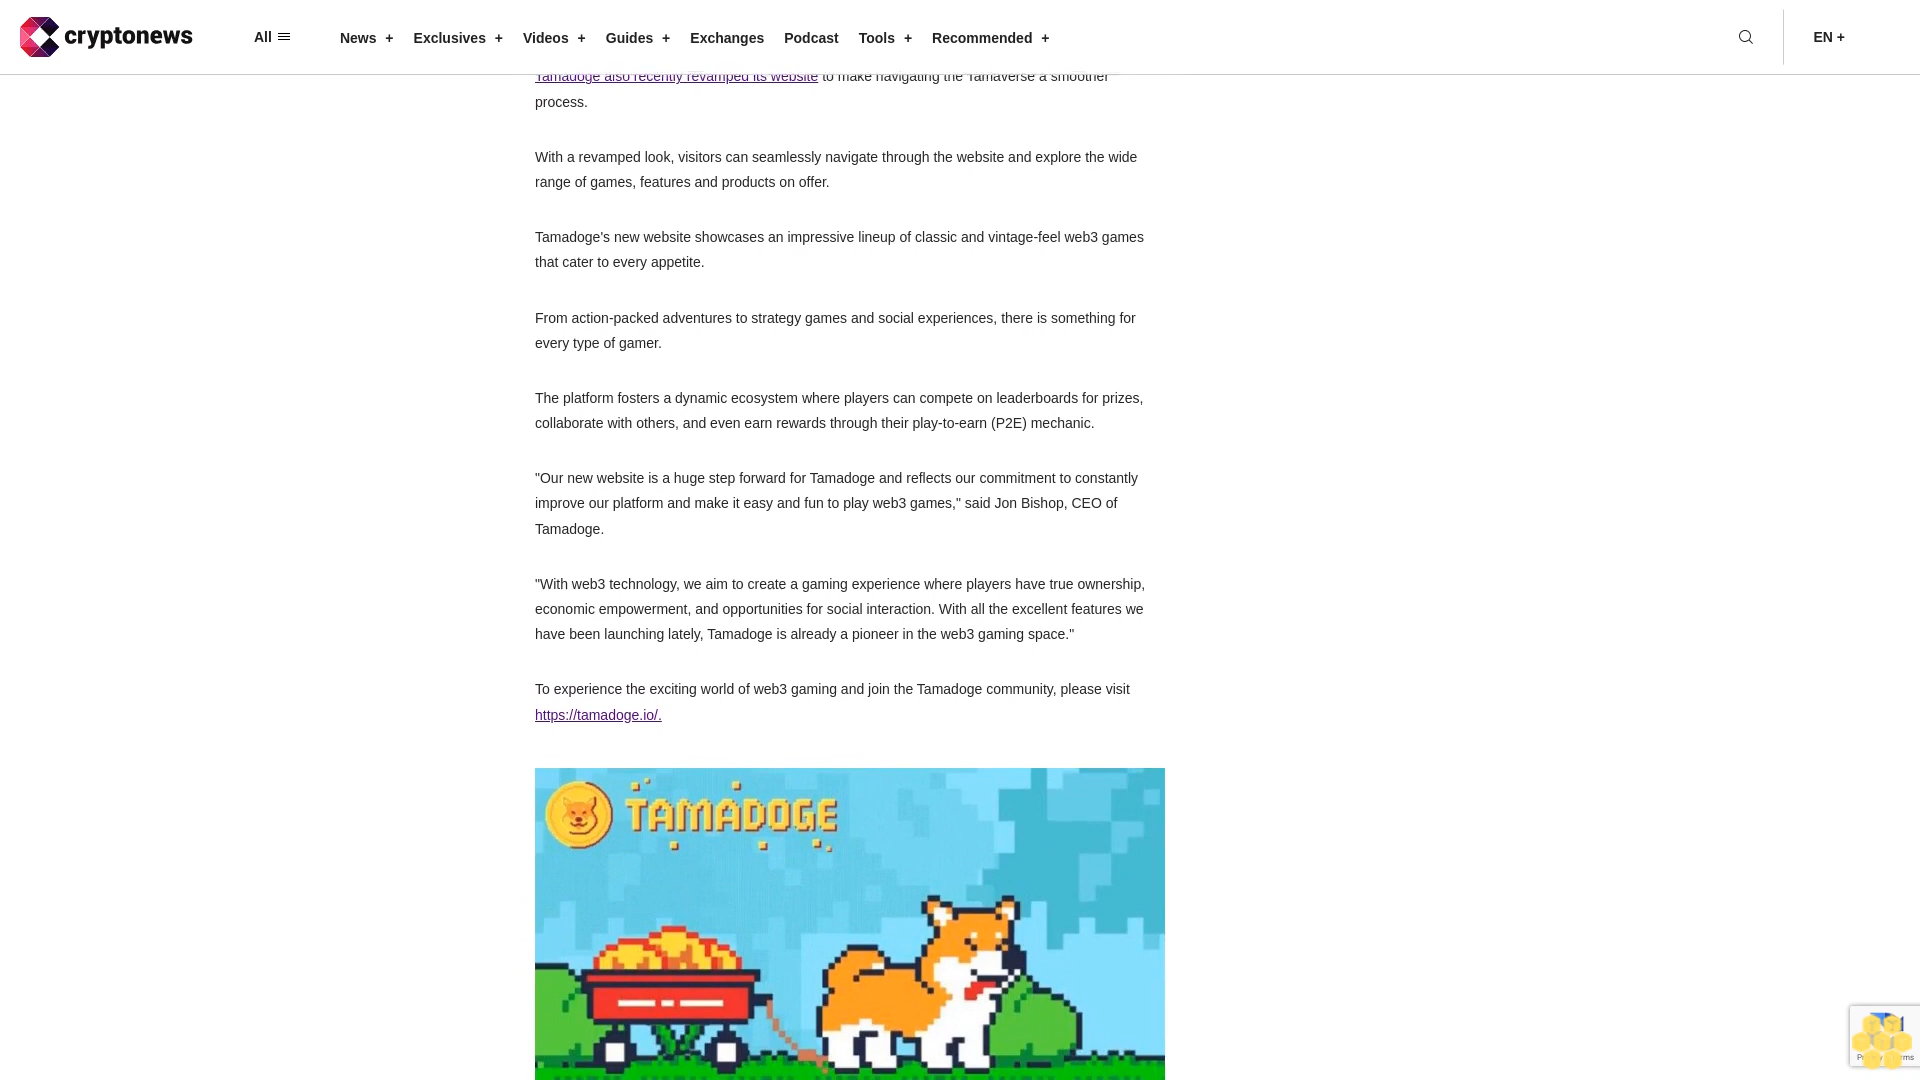 cryptonews
All
News +
Exclusives +
Videos +
Guides +
Exchanges
Podcast
Tools +
Recommended +
EN +
Tamadoge also recently revamped its website to make navigating the Tamaverse a smoother
process.
With a revamped look, visitors can seamlessly navigate through the website and explore the wide
range of games, features and products on offer.
Tamadoge's new website showcases an impressive lineup of classic and vintage-feel web3 games
that cater to every appetite.
From action-packed adventures to strategy games and social experiences, there is something for
every type of gamer.
The platform fosters a dynamic ecosystem where players can compete on leaderboards for prizes,
collaborate with others, and even earn rewards through their play-to-earn (P2E) mechanic.
"Our new website is a huge step forward for Tamadoge and reflects our commitment to constantly
improve our platform and make it easy and fun to play web3 games," said Jon Bishop, CEO of
Tamadoge.
"With web3 technology, we aim to create a gaming experience where players have true ownership,
economic empowerment, and opportunities for social interaction. With all the excellent features we
have been launching lately, Tamadoge is already a pioneer in the web3 gaming space."
To experience the exciting world of web3 gaming and join the Tamadoge community, please visit
https://tamadoge.io/.
TAMADOGE